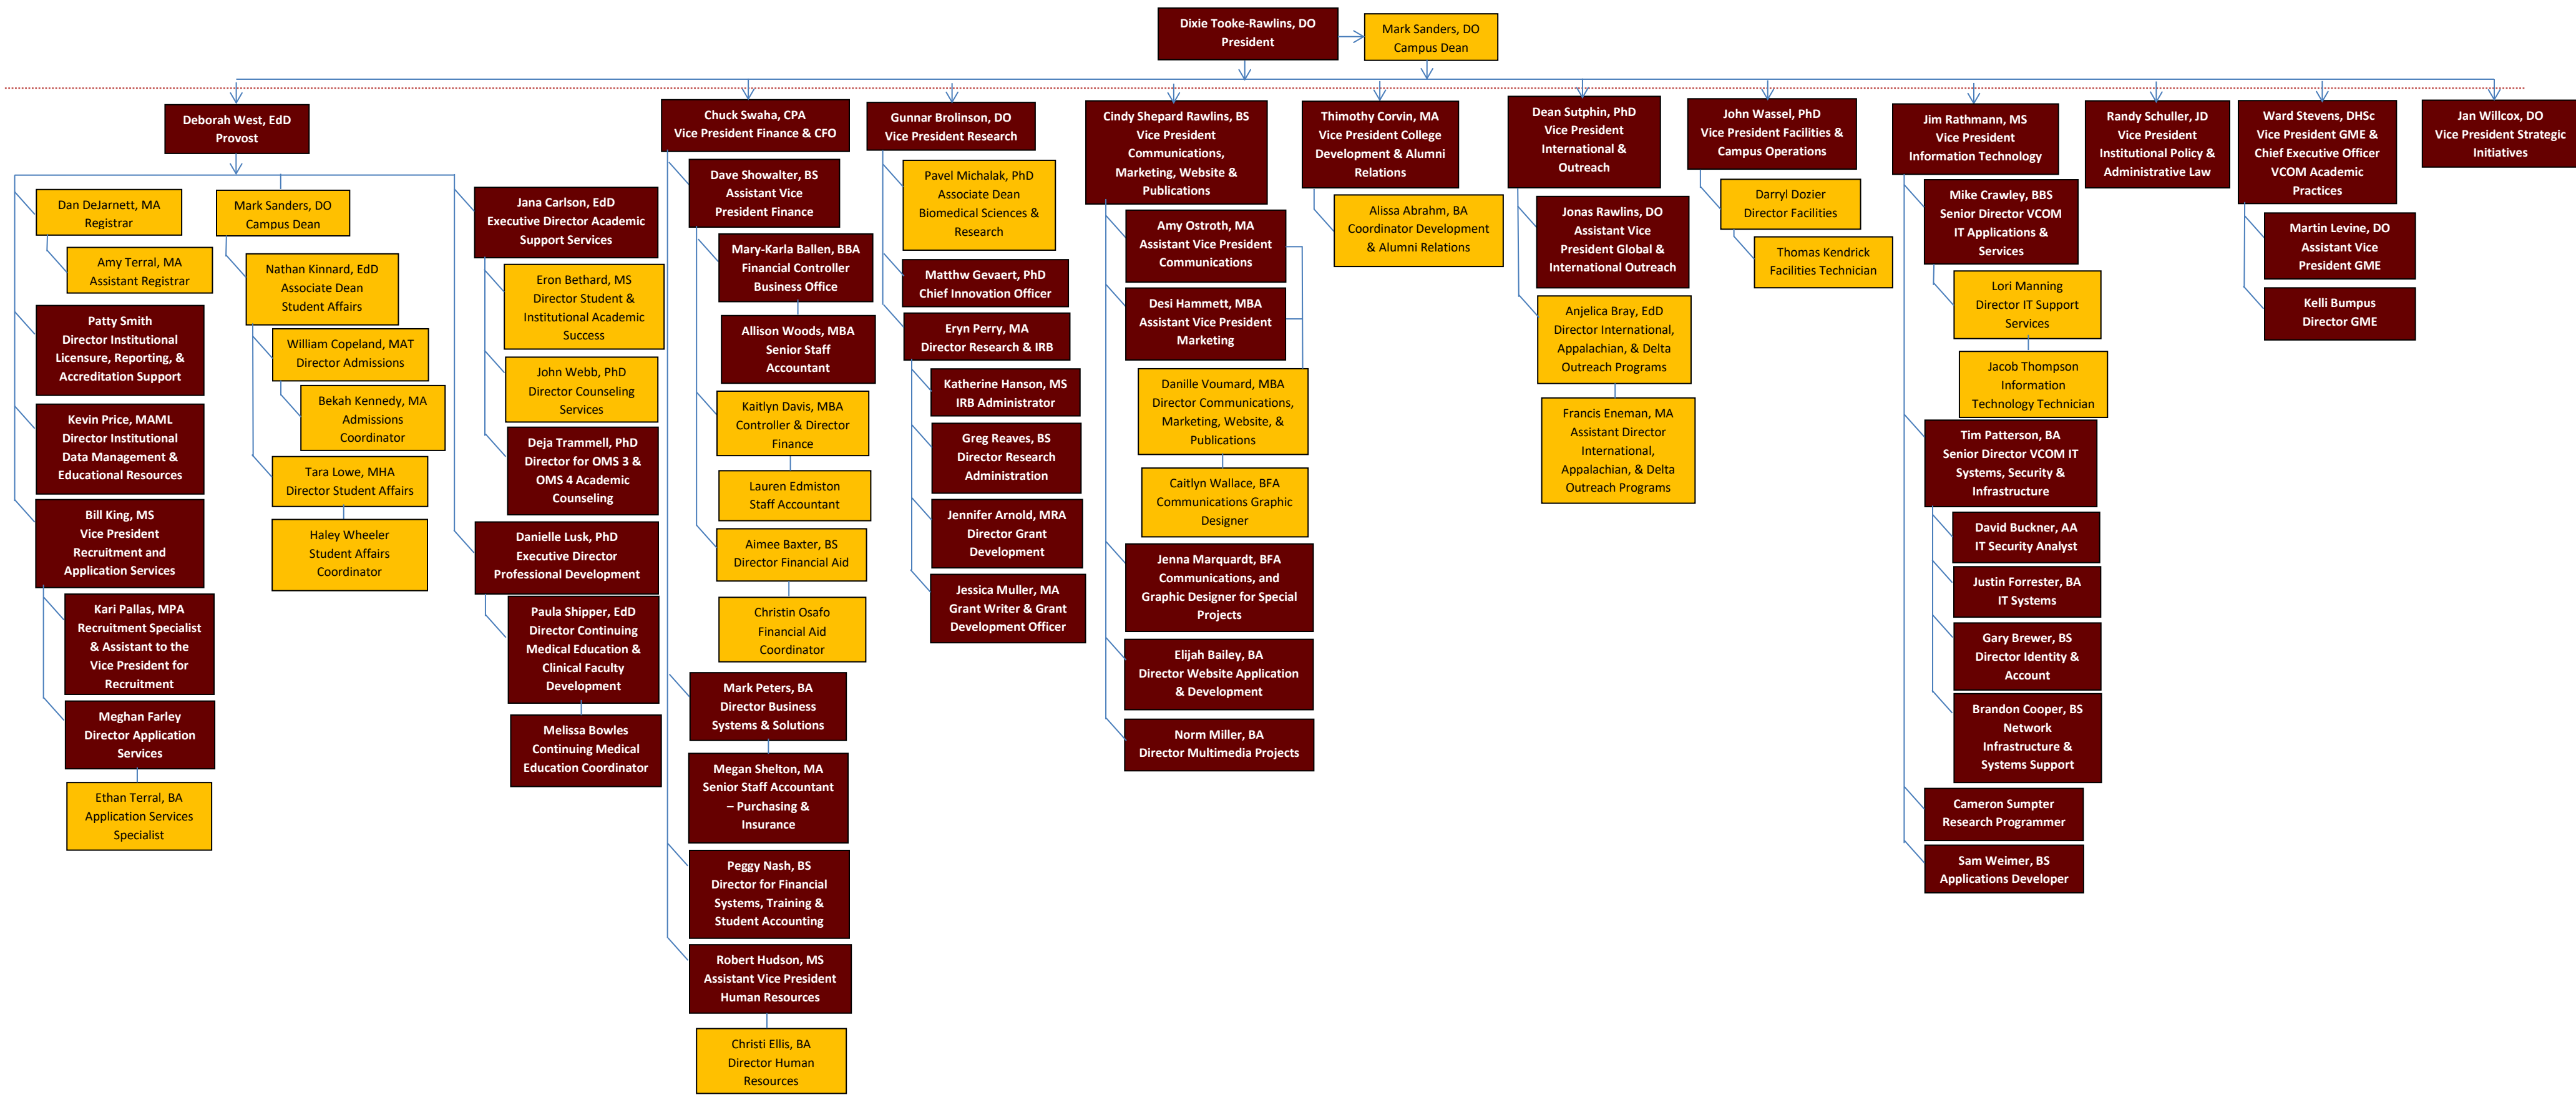 Dixie Tooke-Rawlins, DO
President
Mark Sanders, DO
Campus Dean
Deborah West, EdD
Provost
Dan DeJarnett, MA
Registrar
Amy Terral, MA
Assistant Registrar
Patty Smith
Director Institutional
Licensure, Reporting, &
Accreditation Support
Kevin Price, MAML
Director Institutional
Data Management &
Educational Resources
Bill King, MS
Vice President
Recruitment and
Application Services
Kari Pallas, MPA
Recruitment Specialist
& Assistant to the
Vice President for
Recruitment
Meghan Farley
Director Application
Services
Ethan Terral, BA
Application Services
Specialist
Mark Sanders, DO
Campus Dean
Nathan Kinnard, EdD
Associate Dean
Student Affairs
William Copeland, MAT
Director Admissions
Bekah Kennedy, MA
Admissions
Coordinator
Tara Lowe, MHA
Director Student Affairs
Haley Wheeler
Student Affairs
Coordinator
Jana Carlson, EdD
Executive Director Academic
Support Services
Eron Bethard, MS
Director Student &
Institutional Academic
Success
John Webb, PhD
Director Counseling
Services
Deja Trammell, PhD
Director for OMS 3 &
OMS 4 Academic
Counseling
Danielle Lusk, PhD
Executive Director
Professional Development
Paula Shipper, EdD
Director Continuing
Medical Education &
Clinical Faculty
Development
Melissa Bowles
Continuing Medical
Education Coordinator
Chuck Swaha, CPA
Vice President Finance & CFO
Dave Showalter, BS
Assistant Vice
President Finance
Mary-Karla Ballen, BBA
Financial Controller
Business Office
Allison Woods, MBA
Senior Staff
Accountant
Kaitlyn Davis, MBA
Controller & Director
Finance
Lauren Edmiston
Staff Accountant
Aimee Baxter, BS
Director Financial Aid
Christin Osafo
Financial Aid
Coordinator
Mark Peters, BA
Director Business
Systems & Solutions
Megan Shelton, MA
Senior Staff Accountant
– Purchasing &
Insurance
Peggy Nash, BS
Director for Financial
Systems, Training &
Student Accounting
Robert Hudson, MS
Assistant Vice President
Human Resources
Christi Ellis, BA
Director Human
Resources
Gunnar Brolinson, DO
Vice President Research
Pavel Michalak, PhD
Associate Dean
Biomedical Sciences &
Research
Matthw Gevaert, PhD
Chief Innovation Officer
Eryn Perry, MA
Director Research & IRB
Katherine Hanson, MS
IRB Administrator
Greg Reaves, BS
Director Research
Administration
Jennifer Arnold, MRA
Director Grant
Development
Jessica Muller, MA
Grant Writer & Grant
Development Officer
Cindy Shepard Rawlins, BS
Vice President
Communications,
Marketing, Website &
Publications
Amy Ostroth, MA
Assistant Vice President
Communications
Desi Hammett, MBA
Assistant Vice President
Marketing
Danille Voumard, MBA
Director Communications,
Marketing, Website, &
Publications
Caitlyn Wallace, BFA
Communications Graphic
Designer
Jenna Marquardt, BFA
Communications, and
Graphic Designer for Special
Projects
Elijah Bailey, BA
Director Website Application
& Development
Norm Miller, BA
Director Multimedia Projects
Thimothy Corvin, MA
Vice President College
Development & Alumni
Relations
Alissa Abrahm, BA
Coordinator Development
& Alumni Relations
Dean Sutphin, PhD
Vice President
International &
Outreach
Jonas Rawlins, DO
Assistant Vice
President Global &
International Outreach
Anjelica Bray, EdD
Director International,
Appalachian, & Delta
Outreach Programs
Francis Eneman, MA
Assistant Director
International,
Appalachian, & Delta
Outreach Programs
John Wassel, PhD
Vice President Facilities &
Campus Operations
Darryl Dozier
Director Facilities
Thomas Kendrick
Facilities Technician
Jim Rathmann, MS
Vice President
Information Technology
Mike Crawley, BBS
Senior Director VCOM
IT Applications &
Services
Lori Manning
Director IT Support
Services
Jacob Thompson
Information
Technology Technician
Tim Patterson, BA
Senior Director VCOM IT
Systems, Security &
Infrastructure
David Buckner, AA
IT Security Analyst
Justin Forrester, BA
IT Systems
Gary Brewer, BS
Director Identity &
Account
Brandon Cooper, BS
Network
Infrastructure &
Systems Support
Cameron Sumpter
Research Programmer
Sam Weimer, BS
Applications Developer
Randy Schuller, JD
Vice President
Institutional Policy &
Administrative Law
Ward Stevens, DHSc
Vice President GME &
Chief Executive Officer
VCOM Academic
Practices
Martin Levine, DO
Assistant Vice
President GME
Kelli Bumpus
Director GME
Jan Willcox, DO
Vice President Strategic
Initiatives